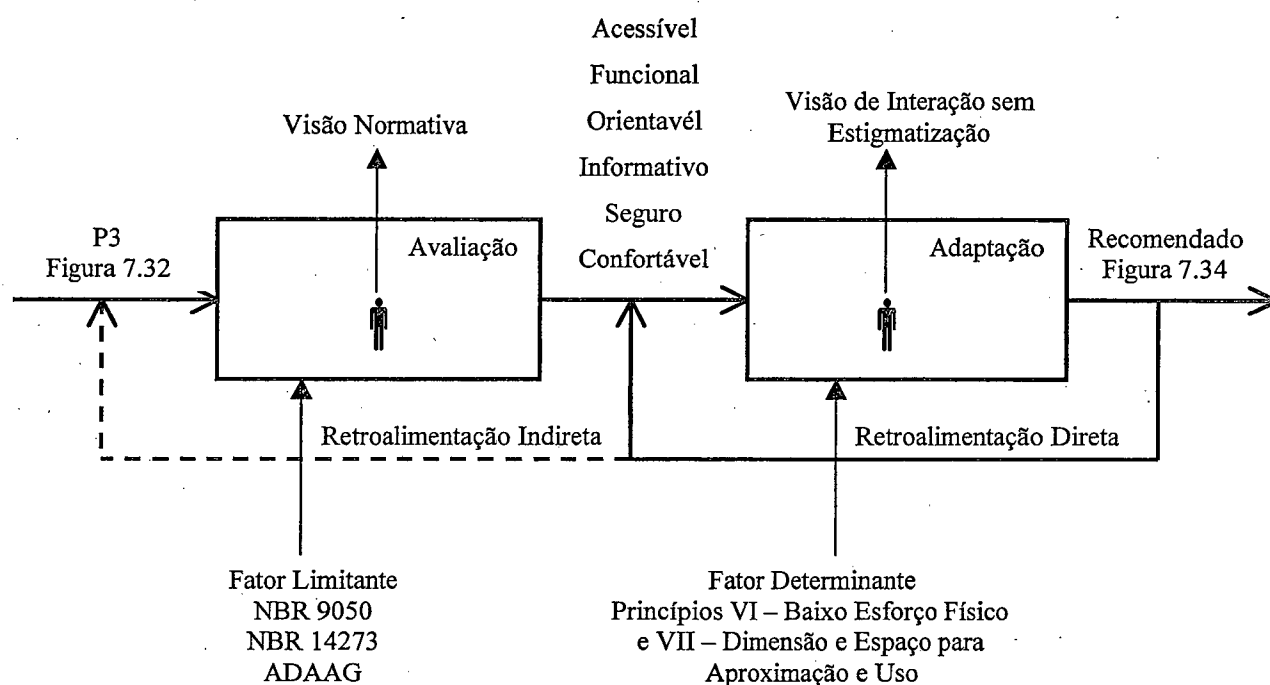 Acessível
Funcional
Orientavél
Informativo
Seguro
Confortável
Visão Normativa
Visão de Interação sem
Estigmatização
P3
Figura 7.32
Avaliação
Adaptação
Recomendado
Figura 7.34
Retroalimentação Indireta
Retroalimentação Direta
Fator Limitante
NBR 9050
NBR 14273
ADAAG
Fator Determinante
Princípios VI – Baixo Esforço Físico
e VII – Dimensão e Espaço para
Aproximação e Uso